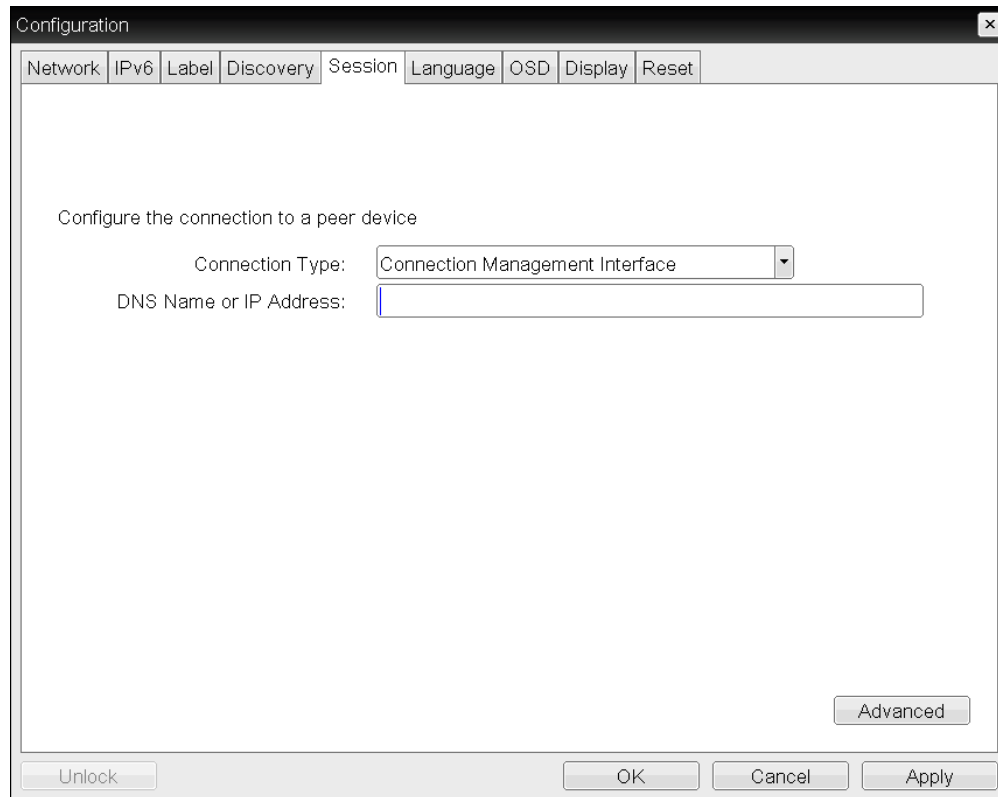 Configuration
Network IPv6 Label Discovery Session Language OSD Display Reset
Configure the connection to a peer device
Connection Type: Connection Management Interface
DNS Name or IP Address:
Advanced
Unlock OK Cancel Apply